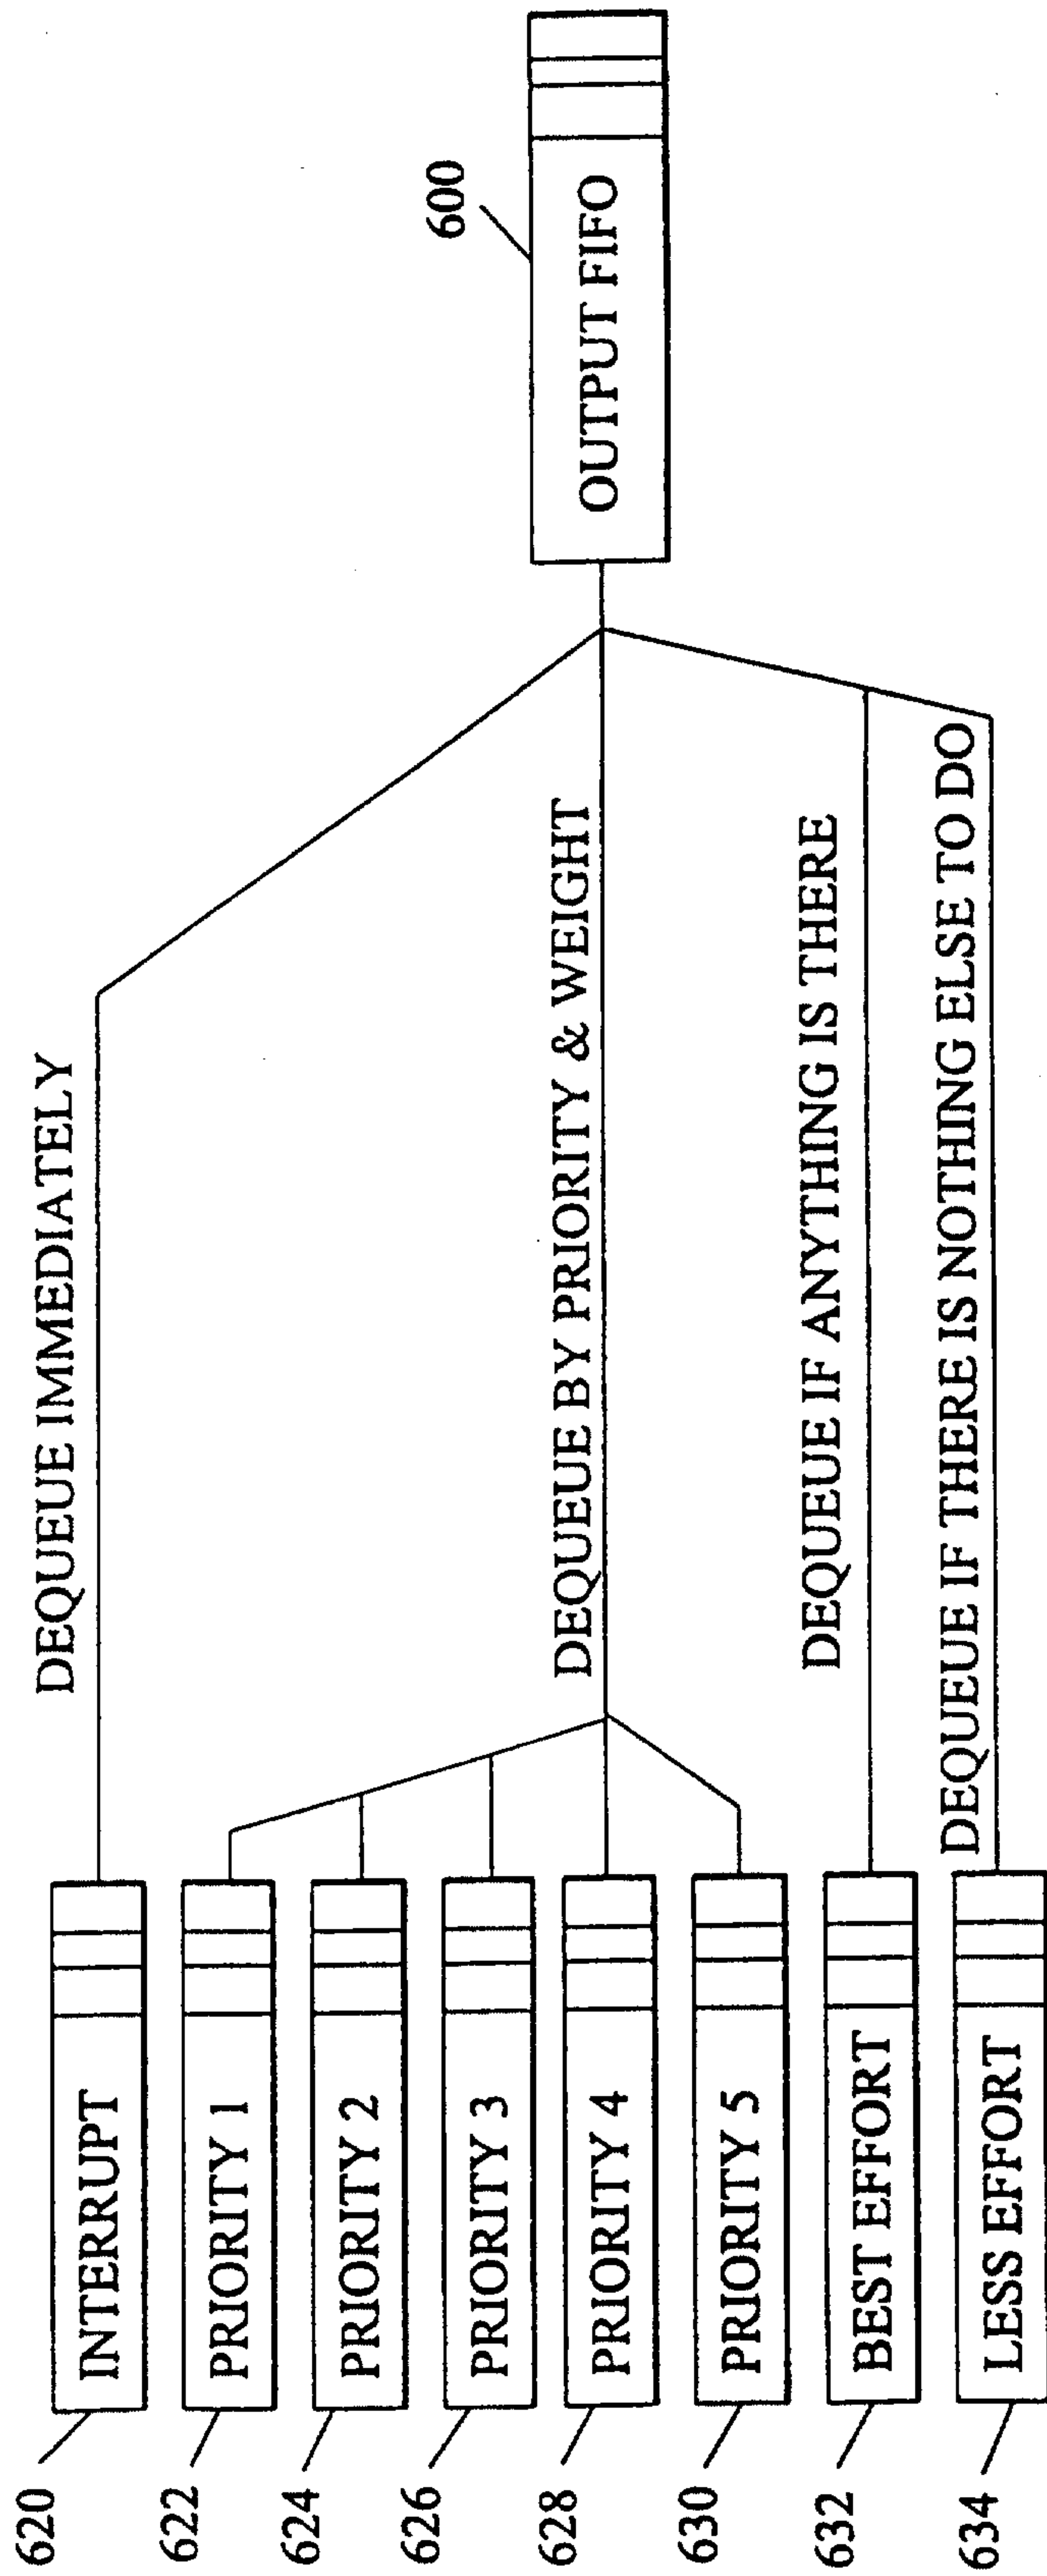 620
INTERRUPT
DEQUEUE IMMEDIATELY
622
PRIORITY 1
624
PRIORITY 2
626
PRIORITY 3
628
PRIORITY 4
DEQUEUE BY PRIORITY & WEIGHT
600
OUTPUT FIFO
630
PRIORITY 5
632
BEST EFFORT
DEQUEUE IF ANYTHING IS THERE
634
LESS EFFORT
DEQUEUE IF THERE IS NOTHING ELSE TO DO